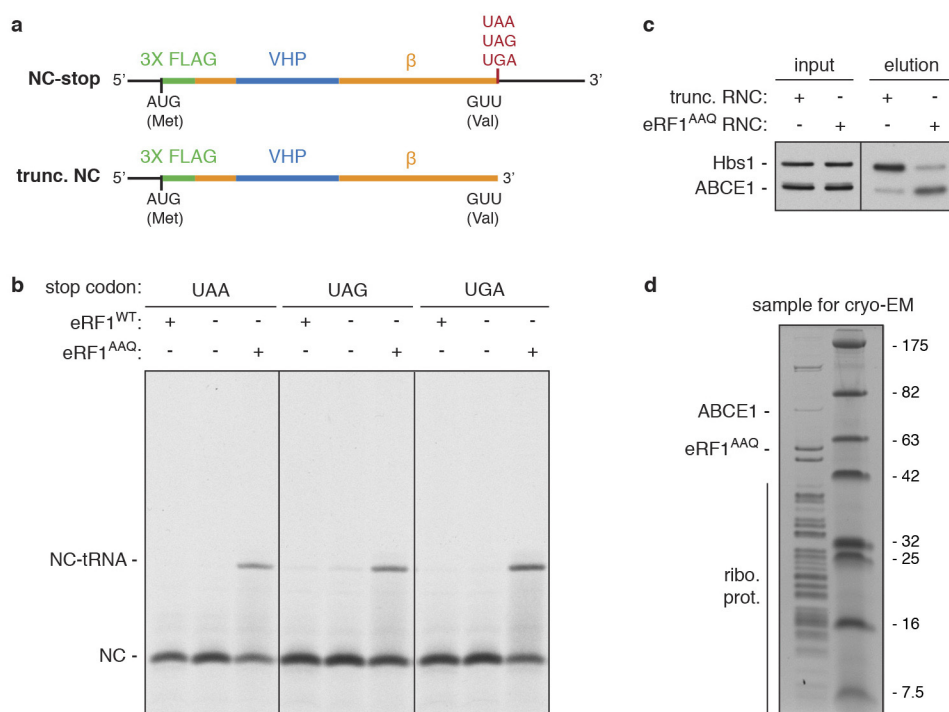 a
UAA
UAG
UGA
3X FLAG VHP β
NC-stop 5’ 3’
AUG GUU
(Met) (Val)
3X FLAG VHP β
trunc. NC 5’ 3’
AUG GUU
(Met) (Val)
b
stop codon: UAA UAG UGA
eRF1WT: + - - + - - + - -
eRF1AAQ: - - + - - + - - +
NC-tRNA -
NC -
c
input elution
trunc. RNC: + - + -
eRF1AAQ RNC: - + - +
Hbs1 -
ABCE1 -
d
sample for cryo-EM
- 175
- 82
ABCE1 -
- 63
eRF1AAQ -
- 42
- 32
- 25
ribo.
prot.
- 16
- 7.5